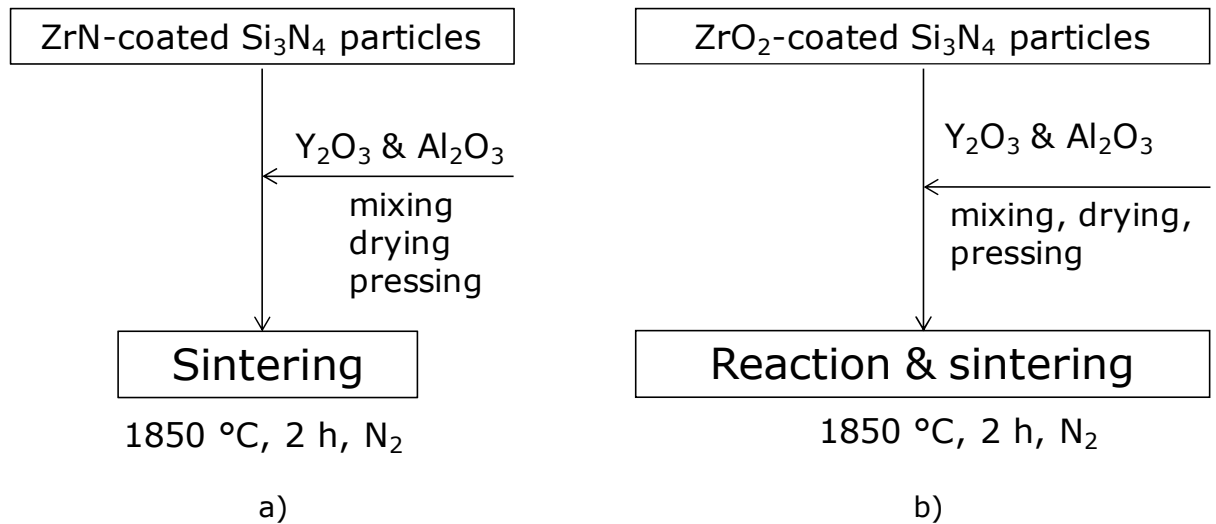 ZrN-coated Si₃N₄ particles
Y₂O₃ & Al₂O₃
mixing
drying
pressing
Sintering
1850 °C, 2 h, N₂
a)
ZrO₂-coated Si₃N₄ particles
Y₂O₃ & Al₂O₃
mixing, drying,
pressing
Reaction & sintering
1850 °C, 2 h, N₂
b)